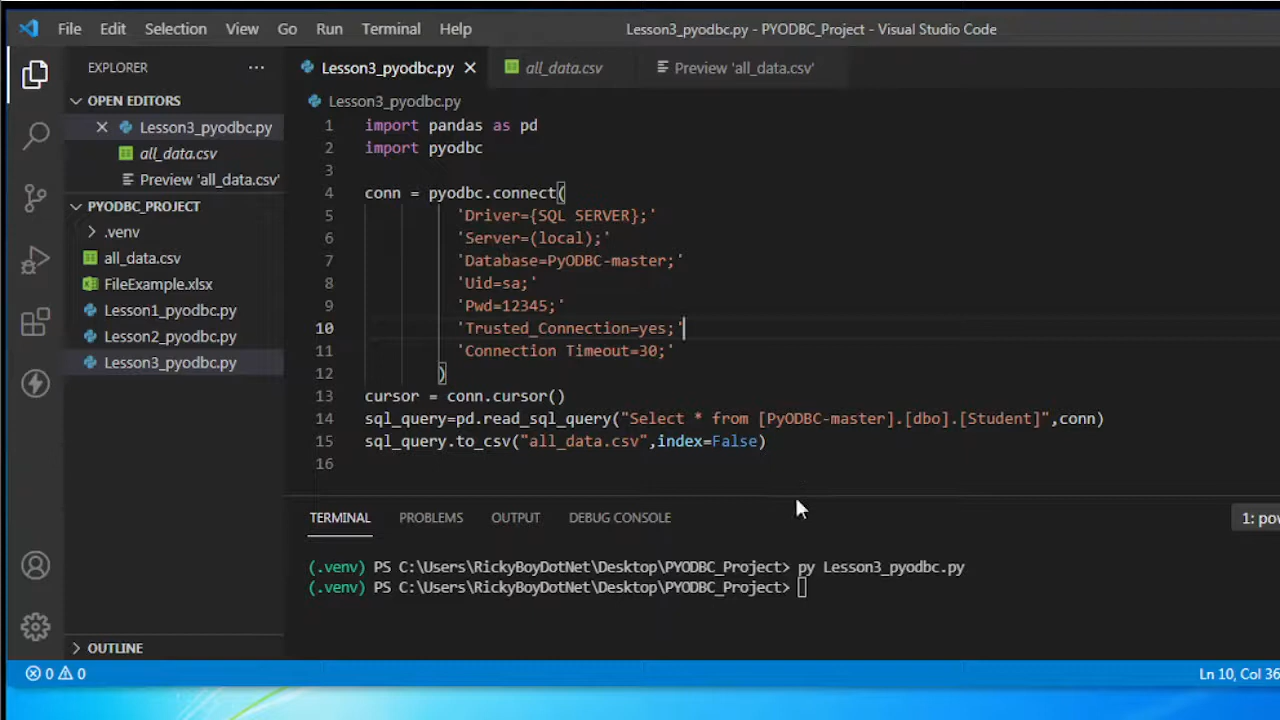 File Edit Selection View Go Run Terminal Help Lesson3_pyodbc.py - PYODBC_Project - Visual Studio Code
EXPLORER ···
OPEN EDITORS
Lesson3_pyodbc.py
all_data.csv
Preview 'all_data.csv'
PYODBC_PROJECT
.venv
all_data.csv
FileExample.xlsx
Lesson1_pyodbc.py
Lesson2_pyodbc.py
Lesson3_pyodbc.py
OUTLINE
Lesson3_pyodbc.py all_data.csv Preview 'all_data.csv'
Lesson3_pyodbc.py
1 import pandas as pd
2 import pyodbc
3
4 conn = pyodbc.connect(
5 'Driver={SQL SERVER};'
6 'Server=(local);'
7 'Database=PyODBC-master;'
8 'Uid=sa;'
9 'Pwd=12345;'
10 'Trusted_Connection=yes;'
11 'Connection Timeout=30;'
12 )
13 cursor = conn.cursor()
14 sql_query=pd.read_sql_query("Select * from [PyODBC-master].[dbo].[Student]",conn)
15 sql_query.to_csv("all_data.csv",index=False)
16
TERMINAL PROBLEMS OUTPUT DEBUG CONSOLE 1: pow
(.venv) PS C:\Users\RickyBoyDotNet\Desktop\PYODBC_Project> py Lesson3_pyodbc.py
(.venv) PS C:\Users\RickyBoyDotNet\Desktop\PYODBC_Project>
0 0 Ln 10, Col 36